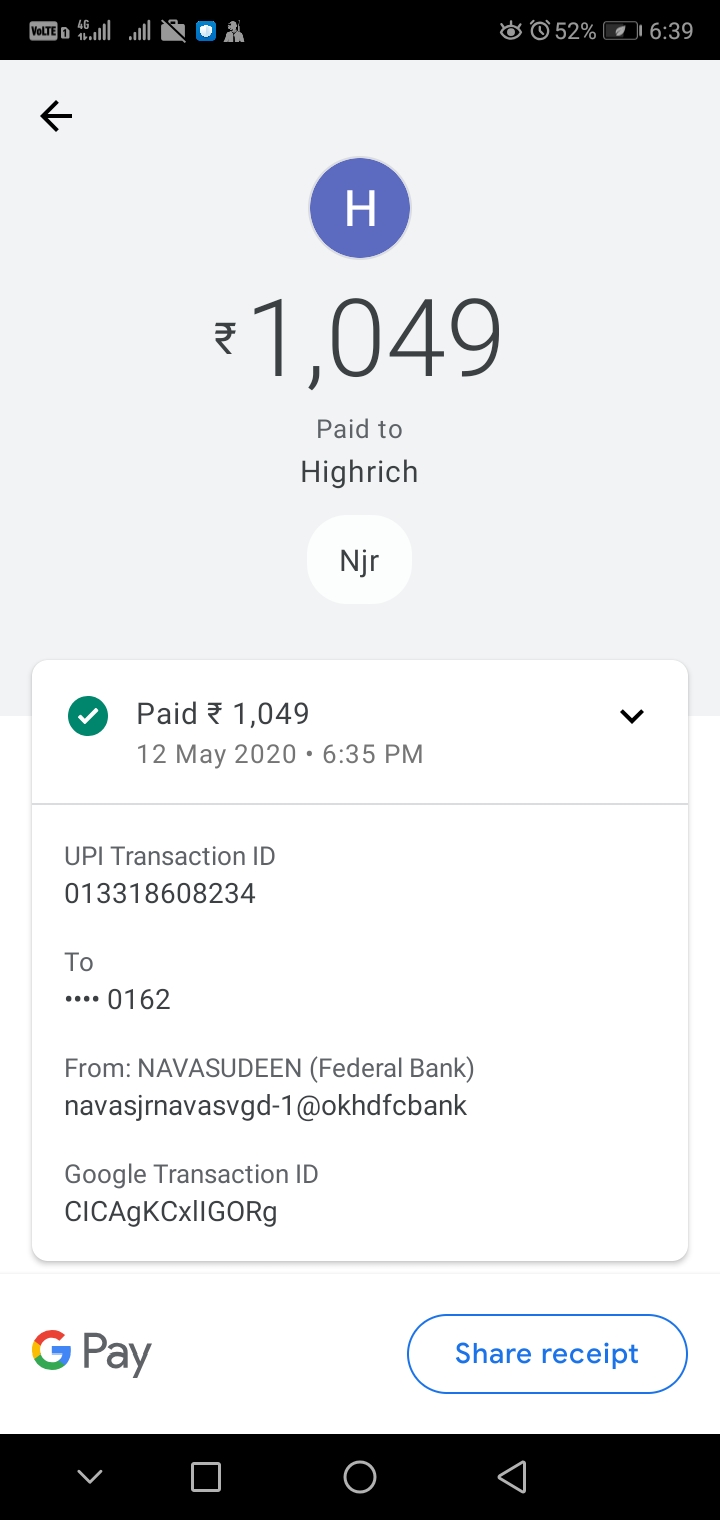 VoLTE 4G 52% 6:39
H
₹1,049
Paid to
Highrich
Njr
Paid ₹ 1,049
12 May 2020 • 6:35 PM
UPI Transaction ID
013318608234
To
•••• 0162
From: NAVASUDEEN (Federal Bank)
navasjrnavasvgd-1@okhdfcbank
Google Transaction ID
CICAgKCxlIGORg
G Pay
Share receipt